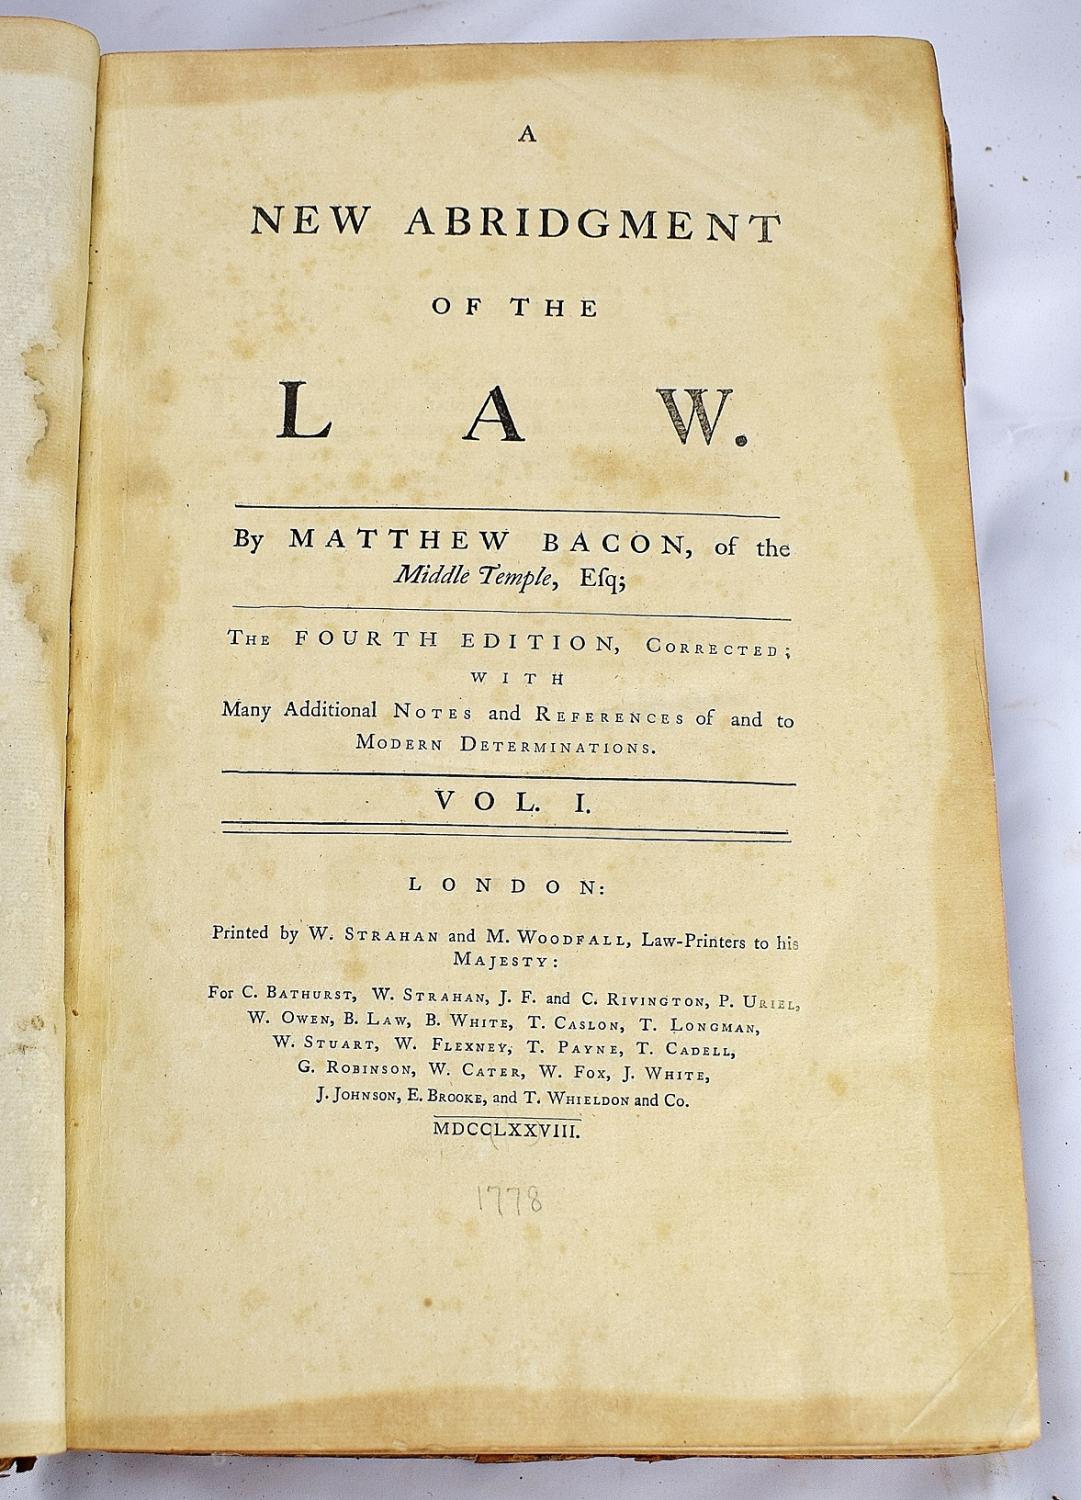 A
NEW ABRIDGMENT
OF THE
LAW.
By MATTHEW BACON, of the
Middle Temple, Eſq;
THE FOURTH EDITION, CORRECTED;
WITH
Many Additional NOTES and REFERENCES of and to
MODERN DETERMINATIONS.
VOL. I.
LONDON:
Printed by W. STRAHAN and M. WOODFALL, Law-Printers to his
MAJESTY:
For C. BATHURST, W. STRAHAN, J. F. and C. RIVINGTON, P. URIEL,
W. OWEN, B. LAW, B. WHITE, T. CASLON, T. LONGMAN,
W. STUART, W. FLEXNEY, T. PAYNE, T. CADELL,
G. ROBINSON, W. CATER, W. FOX, J. WHITE,
J. JOHNSON, E. BROOKE, and T. WHIELDON and Co.
MDCCLXXVIII.
1778